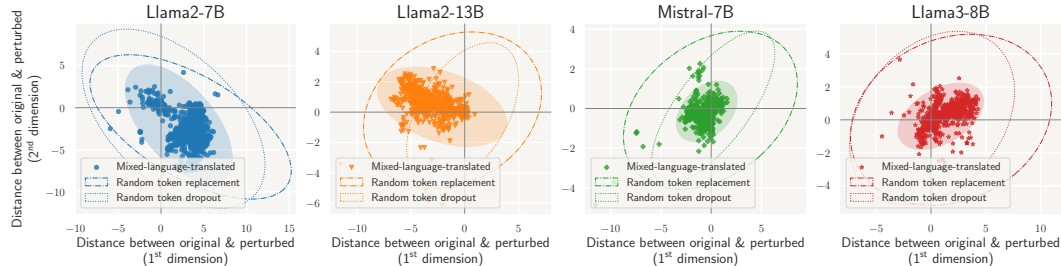 Llama2-7B
Llama2-13B
Mistral-7B
Llama3-8B
Distance between original & perturbed
(2nd dimension)
5
0
−5
−10
Mixed-language-translated
Random token replacement
Random token dropout
−10 −5 0 5 10 15
Distance between original & perturbed
(1st dimension)
4
2
0
−2
−4
−6
Mixed-language-translated
Random token replacement
Random token dropout
−10 −5 0 5
Distance between original & perturbed
(1st dimension)
4
2
0
−2
−4
Mixed-language-translated
Random token replacement
Random token dropout
−10 −5 0 5 10
Distance between original & perturbed
(1st dimension)
4
2
0
−2
−4
Mixed-language-translated
Random token replacement
Random token dropout
−5 0 5 10
Distance between original & perturbed
(1st dimension)